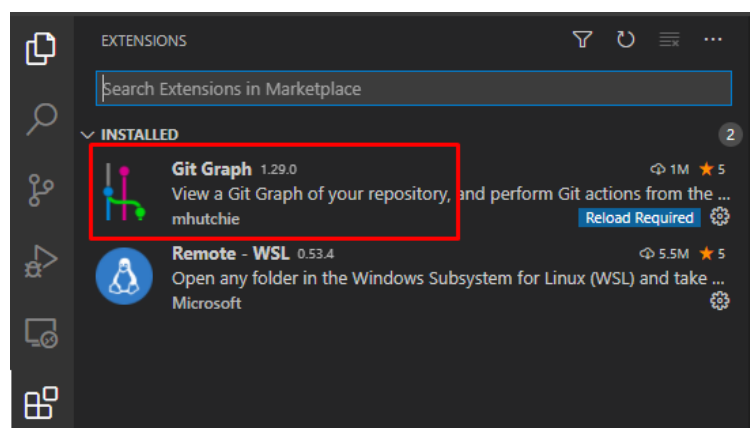 EXTENSIONS
Search Extensions in Marketplace
INSTALLED 2
Git Graph 1.29.0 1M ★ 5
View a Git Graph of your repository, and perform Git actions from the ...
mhutchie Reload Required
Remote - WSL 0.53.4 5.5M ★ 5
Open any folder in the Windows Subsystem for Linux (WSL) and take ...
Microsoft